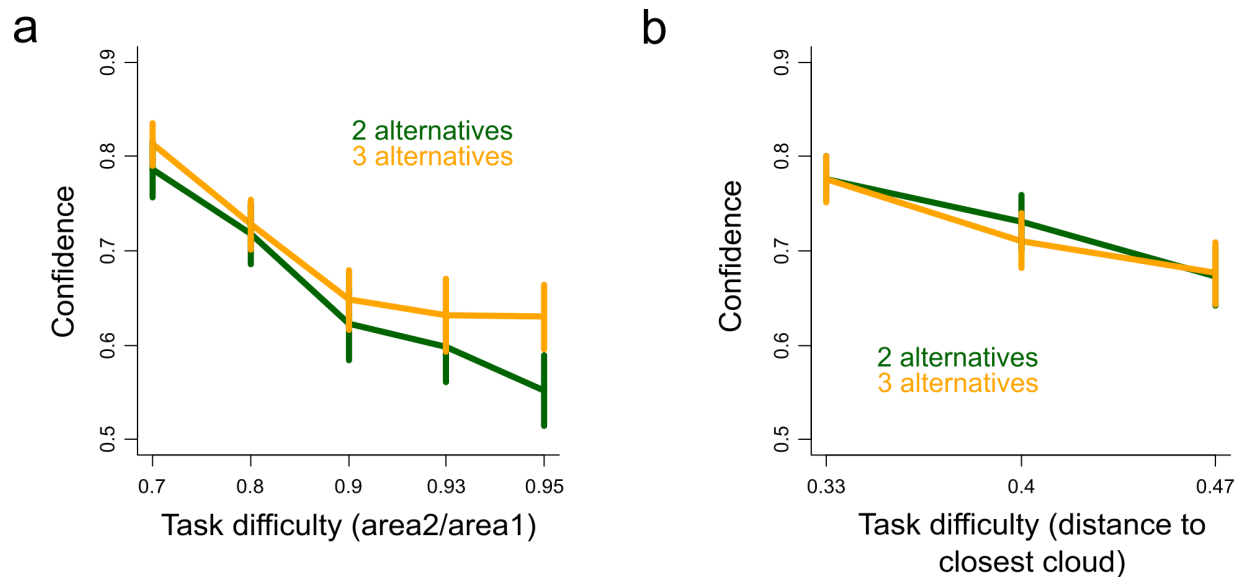 a
0.9
0.8
0.7
0.6
0.5
Confidence
2 alternatives
3 alternatives
0.7 0.8 0.9 0.93 0.95
Task difficulty (area2/area1)
b
0.9
0.8
0.7
0.6
0.5
Confidence
2 alternatives
3 alternatives
0.33 0.4 0.47
Task difficulty (distance to
closest cloud)